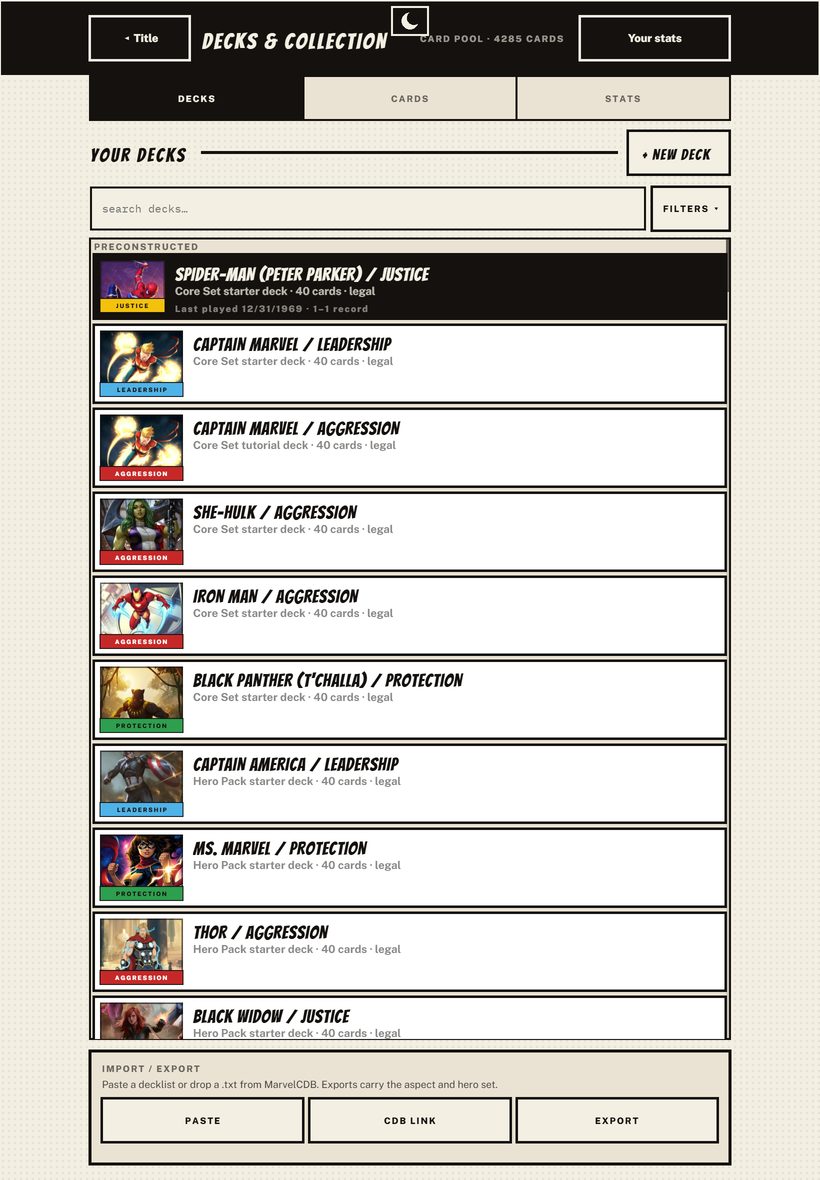 ◂ Title
DECKS & COLLECTION
CARD POOL · 4285 CARDS
Your stats
DECKS
CARDS
STATS
YOUR DECKS
+ NEW DECK
search decks…
FILTERS ▾
PRECONSTRUCTED
SPIDER-MAN (PETER PARKER) / JUSTICE
Core Set starter deck · 40 cards · legal
Last played 12/31/1969 · 1–1 record
JUSTICE
CAPTAIN MARVEL / LEADERSHIP
Core Set starter deck · 40 cards · legal
LEADERSHIP
CAPTAIN MARVEL / AGGRESSION
Core Set tutorial deck · 40 cards · legal
AGGRESSION
SHE-HULK / AGGRESSION
Core Set starter deck · 40 cards · legal
AGGRESSION
IRON MAN / AGGRESSION
Core Set starter deck · 40 cards · legal
AGGRESSION
BLACK PANTHER (T'CHALLA) / PROTECTION
Core Set starter deck · 40 cards · legal
PROTECTION
CAPTAIN AMERICA / LEADERSHIP
Hero Pack starter deck · 40 cards · legal
LEADERSHIP
MS. MARVEL / PROTECTION
Hero Pack starter deck · 40 cards · legal
PROTECTION
THOR / AGGRESSION
Hero Pack starter deck · 40 cards · legal
AGGRESSION
BLACK WIDOW / JUSTICE
Hero Pack starter deck · 40 cards · legal
IMPORT / EXPORT
Paste a decklist or drop a .txt from MarvelCDB. Exports carry the aspect and hero set.
PASTE
CDB LINK
EXPORT